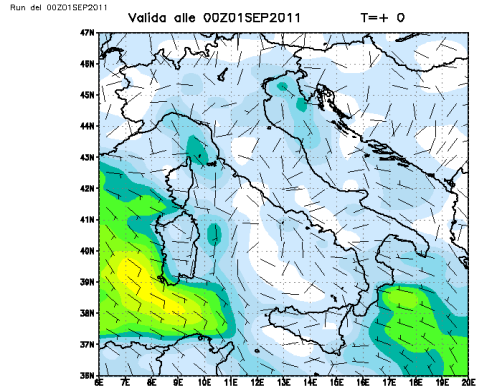 Run del 00Z01SEP2011
Valida alle 00Z01SEP2011 T=+ 0
47N
46N
45N
44N
43N
42N
41N
40N
39N
38N
37N
36N
6E 7E 8E 9E 10E 11E 12E 13E 14E 15E 16E 17E 18E 19E 20E